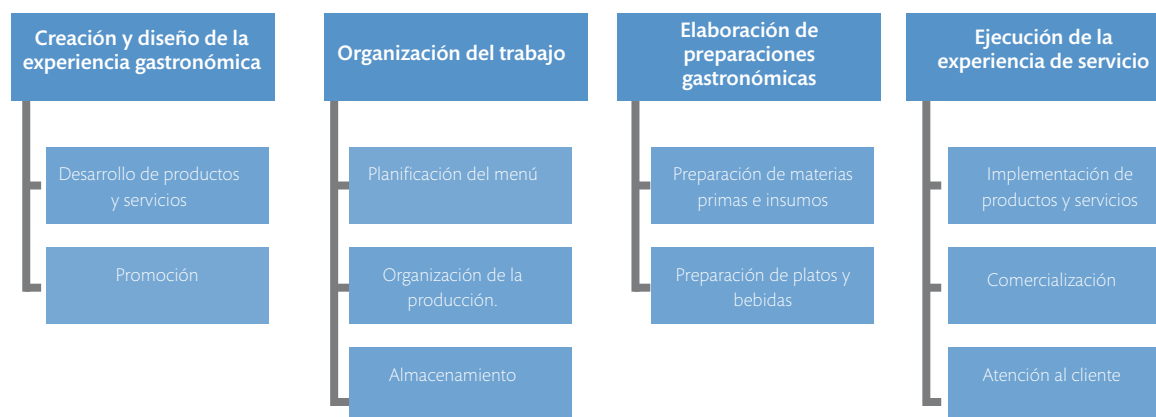 Creación y diseño de la
experiencia gastronómica
Desarrollo de productos
y servicios
Promoción
Organización del trabajo
Planificación del menú
Organización de la
producción.
Almacenamiento
Elaboración de
preparaciones
gastronómicas
Preparación de materias
primas e insumos
Preparación de platos y
bebidas
Ejecución de la
experiencia de servicio
Implementación de
productos y servicios
Comercialización
Atención al cliente